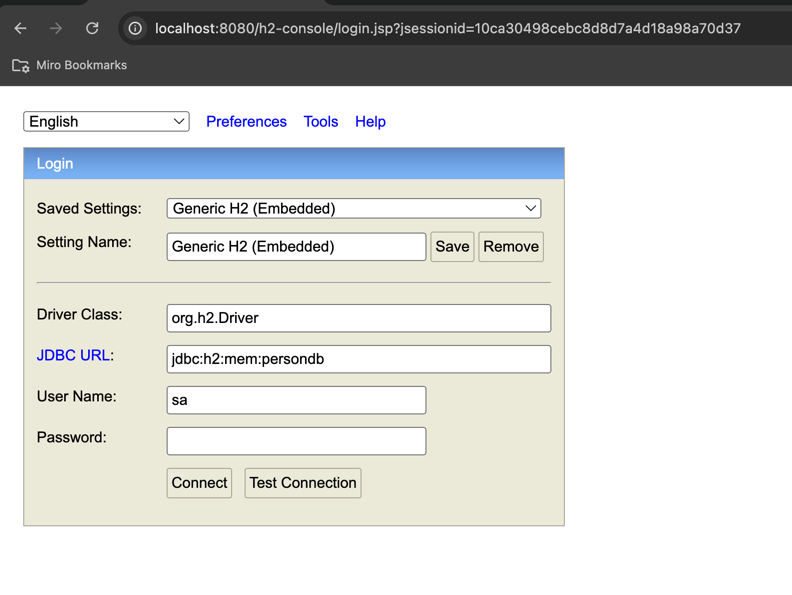 localhost:8080/h2-console/login.jsp?jsessionid=10ca30498cebc8d8d7a4d18a98a70d37
Miro Bookmarks
English Preferences Tools Help
Login
Saved Settings: Generic H2 (Embedded)
Setting Name: Generic H2 (Embedded) Save Remove
Driver Class: org.h2.Driver
JDBC URL: jdbc:h2:mem:persondb
User Name: sa
Password:
Connect Test Connection